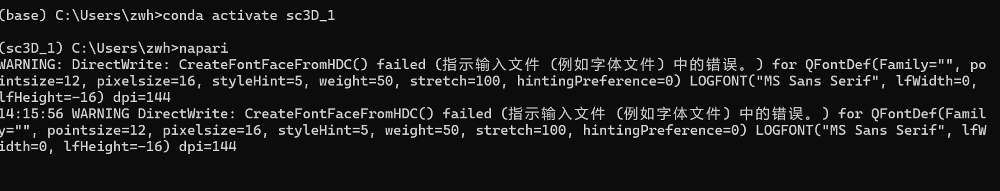 (base) C:\Users\zwh>conda activate sc3D_1
(sc3D_1) C:\Users\zwh>napari
WARNING: DirectWrite: CreateFontFaceFromHDC() failed (指示输入文件 (例如字体文件) 中的错误。) for QFontDef(Family="", po
intsize=12, pixelsize=16, styleHint=5, weight=50, stretch=100, hintingPreference=0) LOGFONT("MS Sans Serif", lfWidth=0,
lfHeight=-16) dpi=144
14:15:56 WARNING DirectWrite: CreateFontFaceFromHDC() failed (指示输入文件 (例如字体文件) 中的错误。) for QFontDef(Famil
y="", pointsize=12, pixelsize=16, styleHint=5, weight=50, stretch=100, hintingPreference=0) LOGFONT("MS Sans Serif", lfW
idth=0, lfHeight=-16) dpi=144